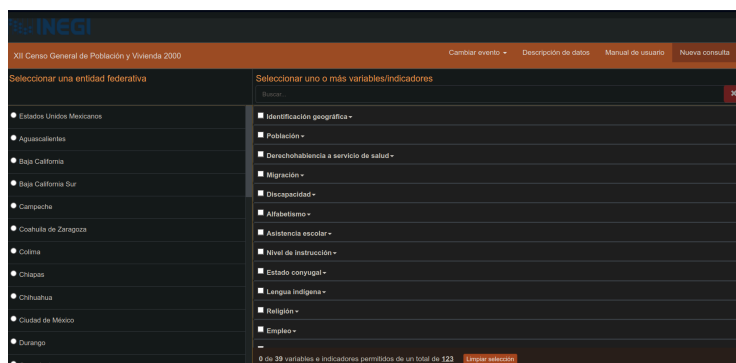 INEGI
XII Censo General de Población y Vivienda 2000
Cambiar evento
Descripción de datos
Manual de usuario
Nueva consulta
Seleccionar una entidad federativa
Estados Unidos Mexicanos
Aguascalientes
Baja California
Baja California Sur
Campeche
Coahuila de Zaragoza
Colima
Chiapas
Chihuahua
Ciudad de México
Durango
Seleccionar uno o más variables/indicadores
Buscar...
Identificación geográfica
Población
Derechohabiencia a servicio de salud
Migración
Discapacidad
Alfabetismo
Asistencia escolar
Nivel de instrucción
Estado conyugal
Lengua indígena
Religión
Empleo
0 de 39 variables e indicadores permitidos de un total de 123
Limpiar selección